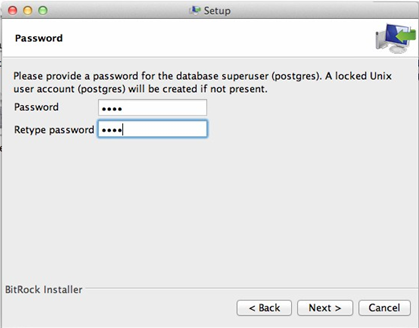 Setup
Password
Please provide a password for the database superuser (postgres). A locked Unix
user account (postgres) will be created if not present.
Password ••••
Retype password ••••
BitRock Installer
< Back Next > Cancel